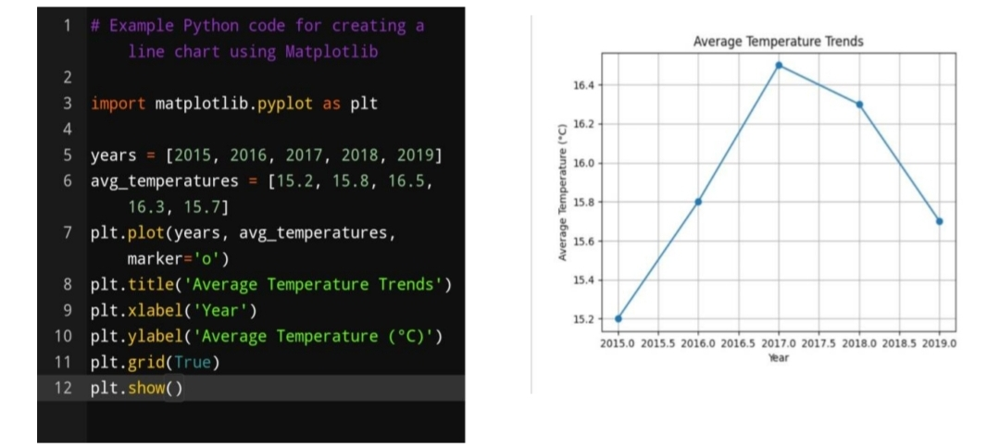 1 # Example Python code for creating a
line chart using Matplotlib
2
3 import matplotlib.pyplot as plt
4
5 years = [2015, 2016, 2017, 2018, 2019]
6 avg_temperatures = [15.2, 15.8, 16.5,
16.3, 15.7]
7 plt.plot(years, avg_temperatures,
marker='o')
8 plt.title('Average Temperature Trends')
9 plt.xlabel('Year')
10 plt.ylabel('Average Temperature (°C)')
11 plt.grid(True)
12 plt.show()
Average Temperature Trends
Average Temperature (°C)
16.4
16.2
16.0
15.8
15.6
15.4
15.2
2015.0 2015.5 2016.0 2016.5 2017.0 2017.5 2018.0 2018.5 2019.0
Year